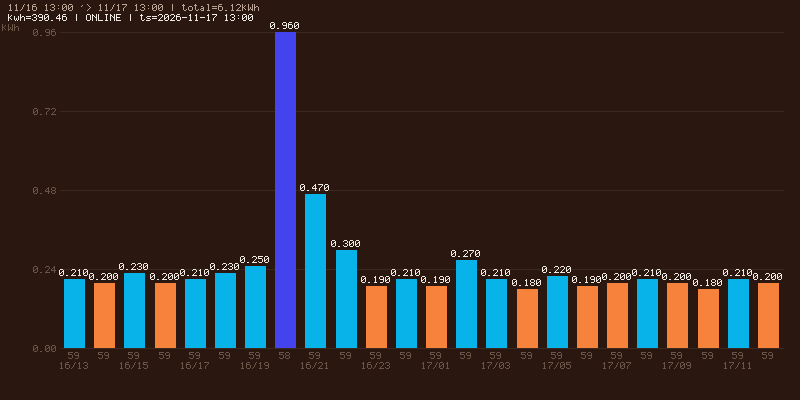 11/16 13:00 -> 11/17 13:00 | total=6.12KWh
Kwh=390.46 | ONLINE | ts=2026-11-17 13:00
KWh
0.960
0.96
0.72
0.48
0.470
0.300
0.270
0.250
0.24
0.210 0.200 0.230 0.200 0.210 0.230 0.190 0.210 0.190 0.210 0.180 0.220 0.190 0.200 0.210 0.200 0.180 0.210 0.200
0.00
59 59 59 59 59 59 59 58 59 59 59 59 59 59 59 59 59 59 59 59 59 59 59 59
16/13 16/15 16/17 16/19 16/21 16/23 17/01 17/03 17/05 17/07 17/09 17/11